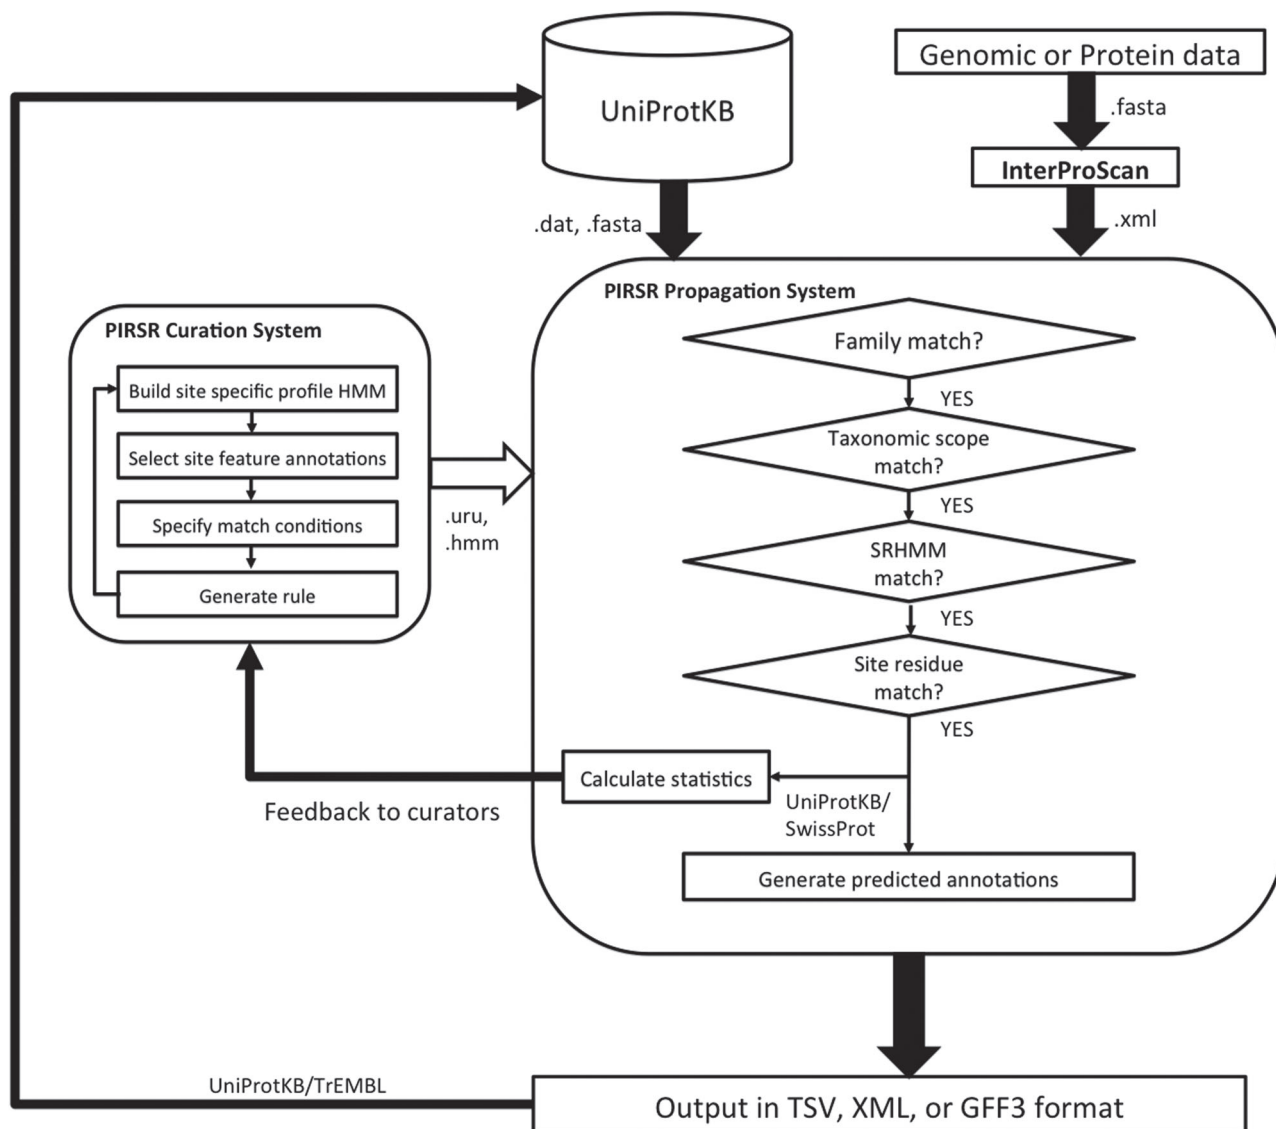 UniProtKB
Genomic or Protein data
.fasta
InterProScan
.xml
.dat, .fasta
PIRSR Propagation System
Family match?
YES
Taxonomic scope
match?
YES
SRHMM
match?
YES
Site residue
match?
YES
PIRSR Curation System
Build site specific profile HMM
Select site feature annotations
Specify match conditions
Generate rule
.uru,
.hmm
Calculate statistics
Feedback to curators
UniProtKB/
SwissProt
Generate predicted annotations
UniProtKB/TrEMBL
Output in TSV, XML, or GFF3 format